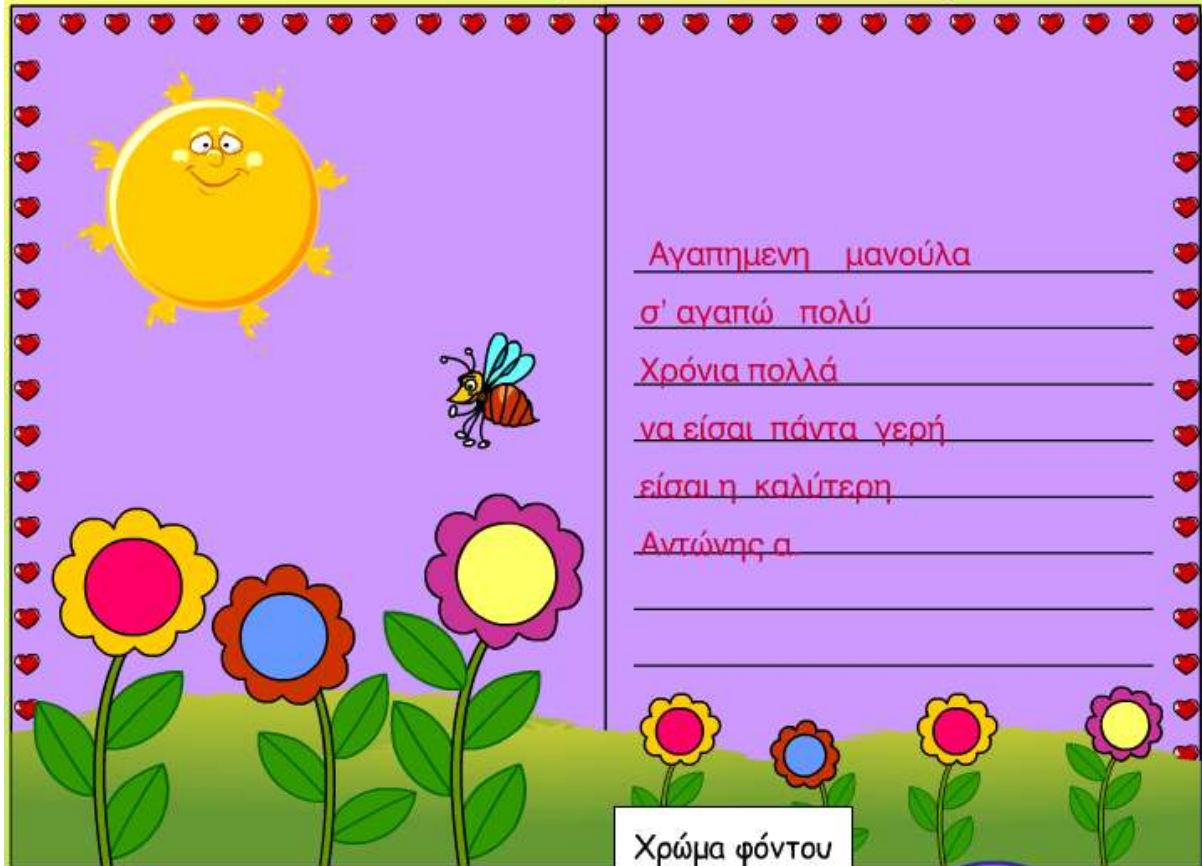 Αγαπημενη μανούλα
σ' αγαπώ πολύ
Χρόνια πολλά
να είσαι πάντα γερή
είσαι η καλύτερη
Αντώνης α.
Χρώμα φόντου